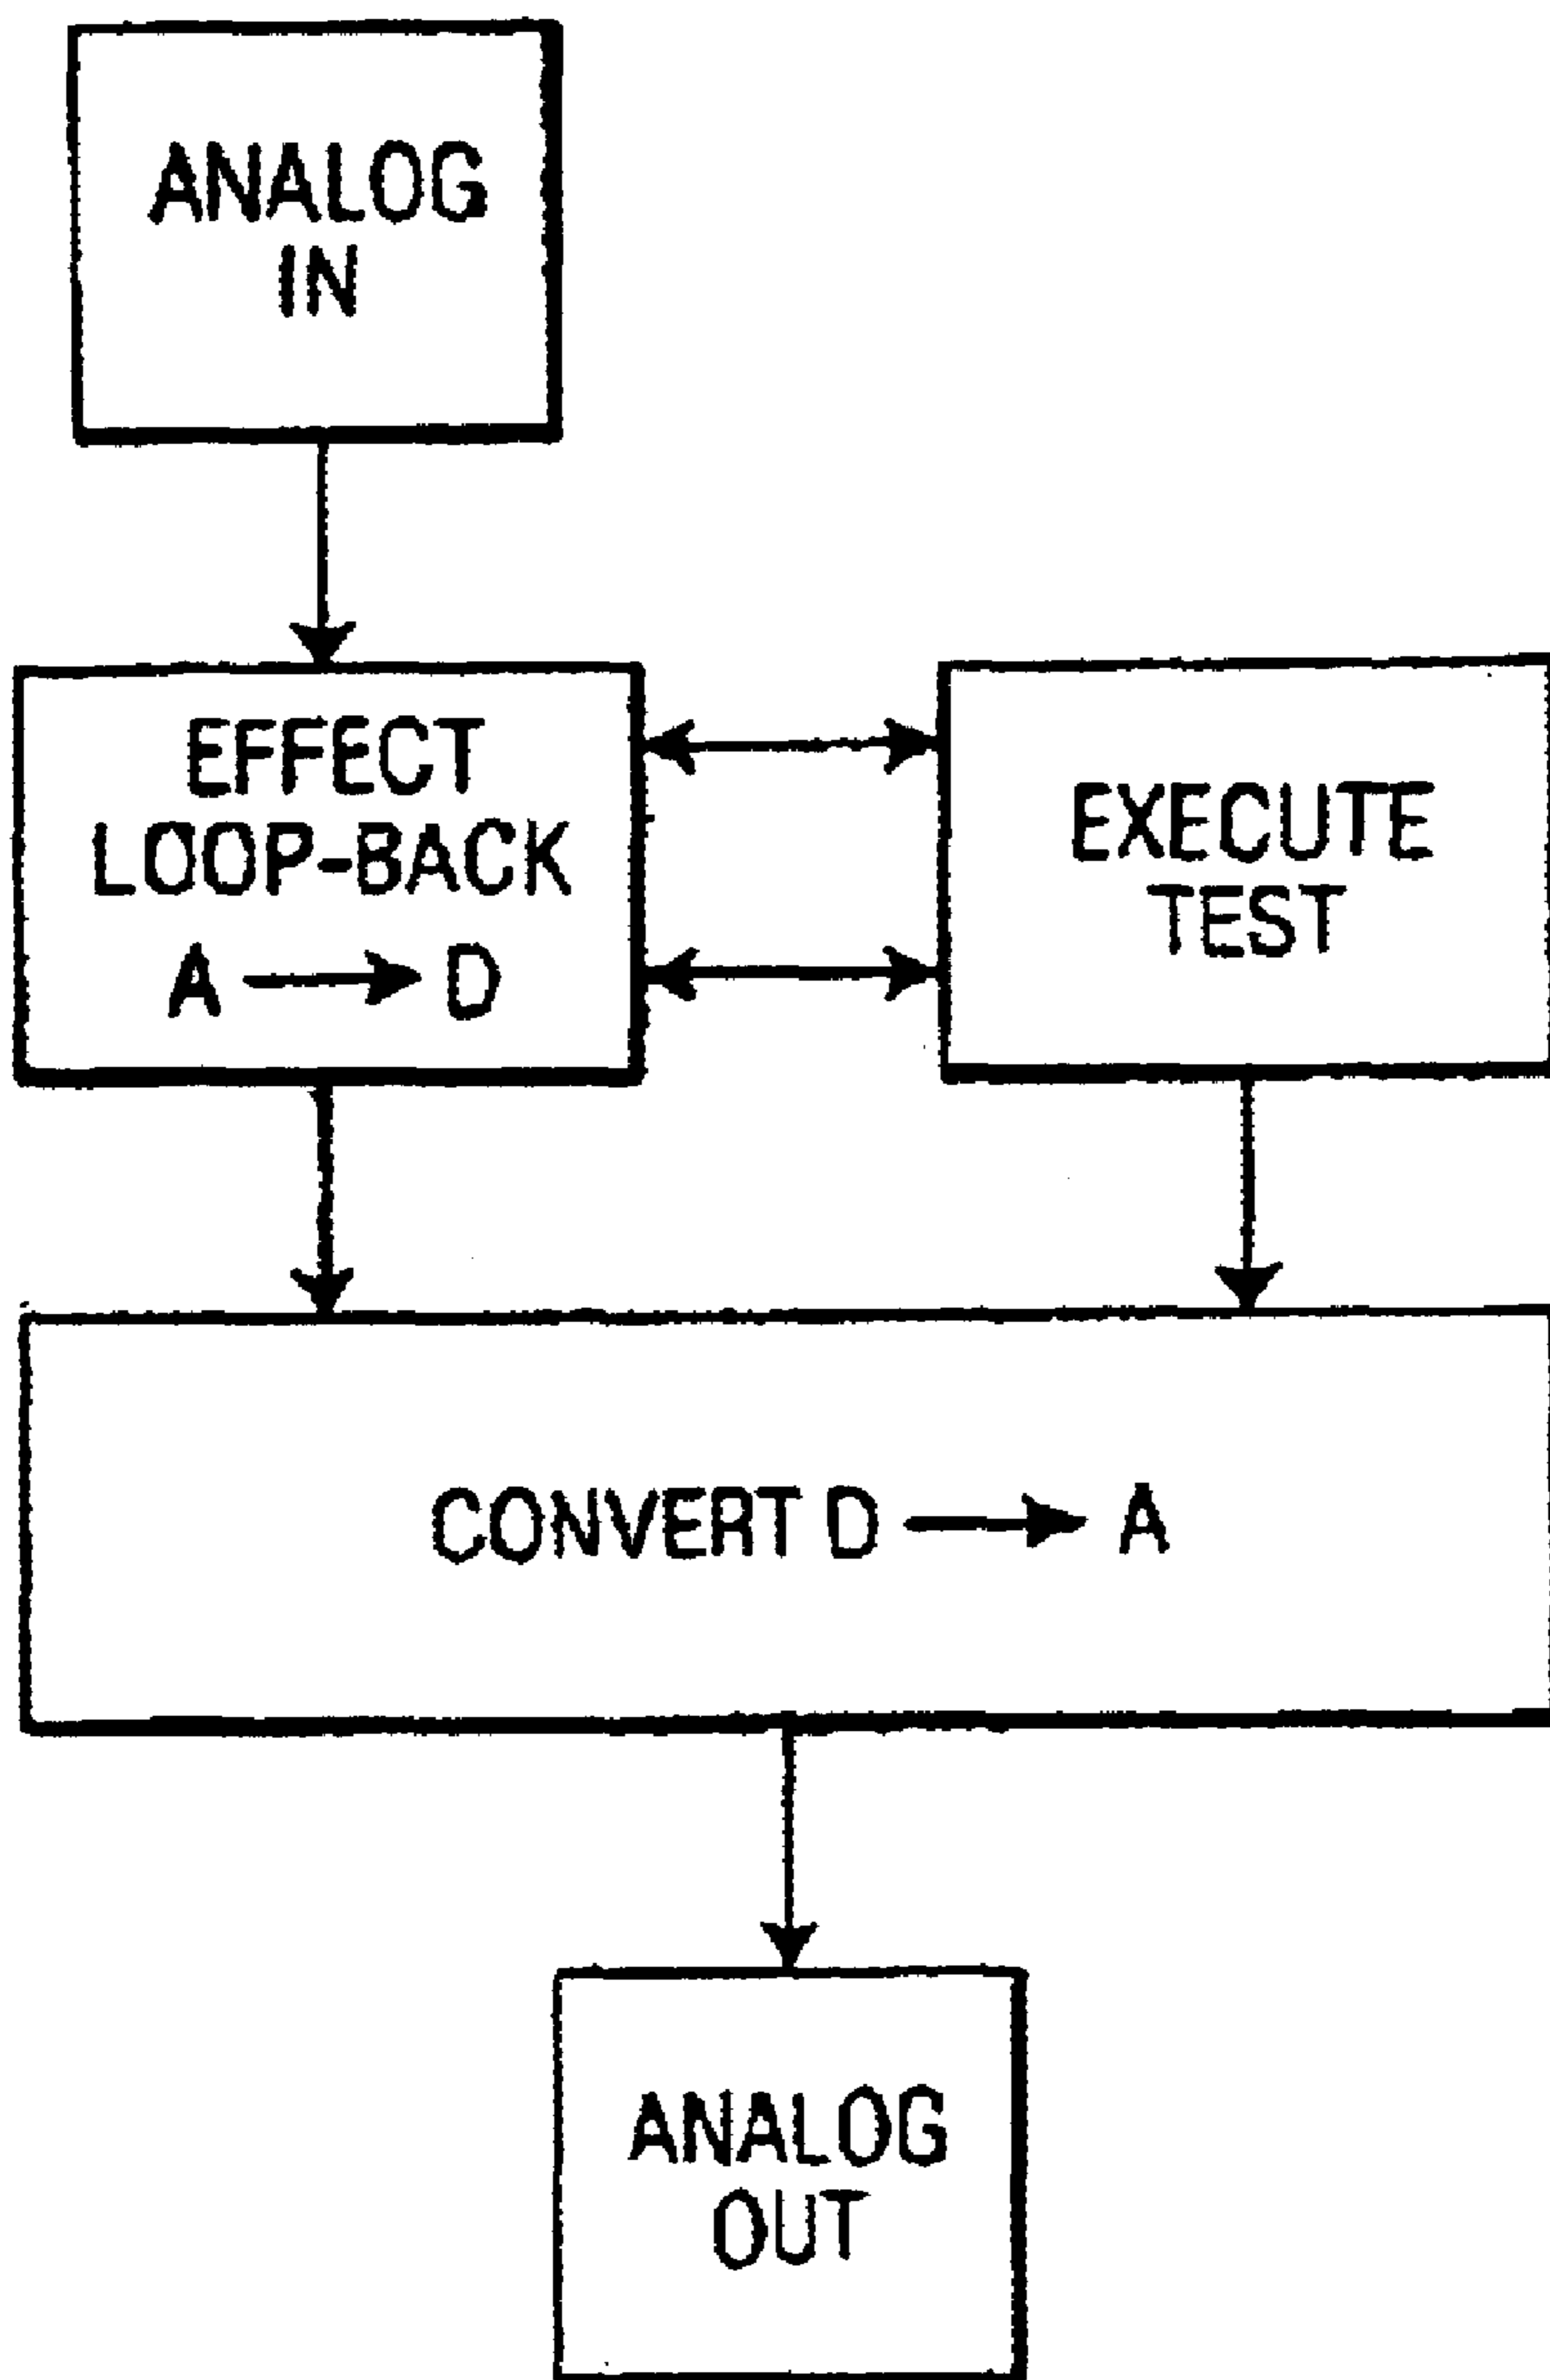 ANALOG
IN
EFFECT
LOOP-BACK
A → D
EXECUTE
TEST
CONVERT D → A
ANALOG
OUT